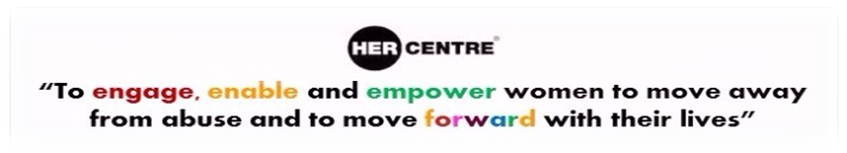 HER CENTRE®
“To engage, enable and empower women to move away
from abuse and to move forward with their lives”